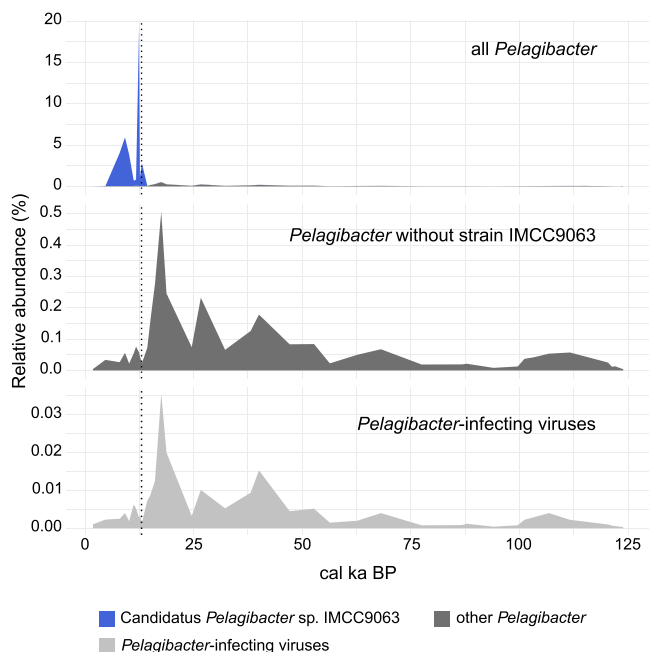 20
all Pelagibacter
15
10
5
0
Relative abundance (%)
0.5
Pelagibacter without strain IMCC9063
0.4
0.3
0.2
0.1
0.0
Pelagibacter-infecting viruses
0.03
0.02
0.01
0.00
0 25 50 75 100 125
cal ka BP
Candidatus Pelagibacter sp. IMCC9063 other Pelagibacter
Pelagibacter-infecting viruses